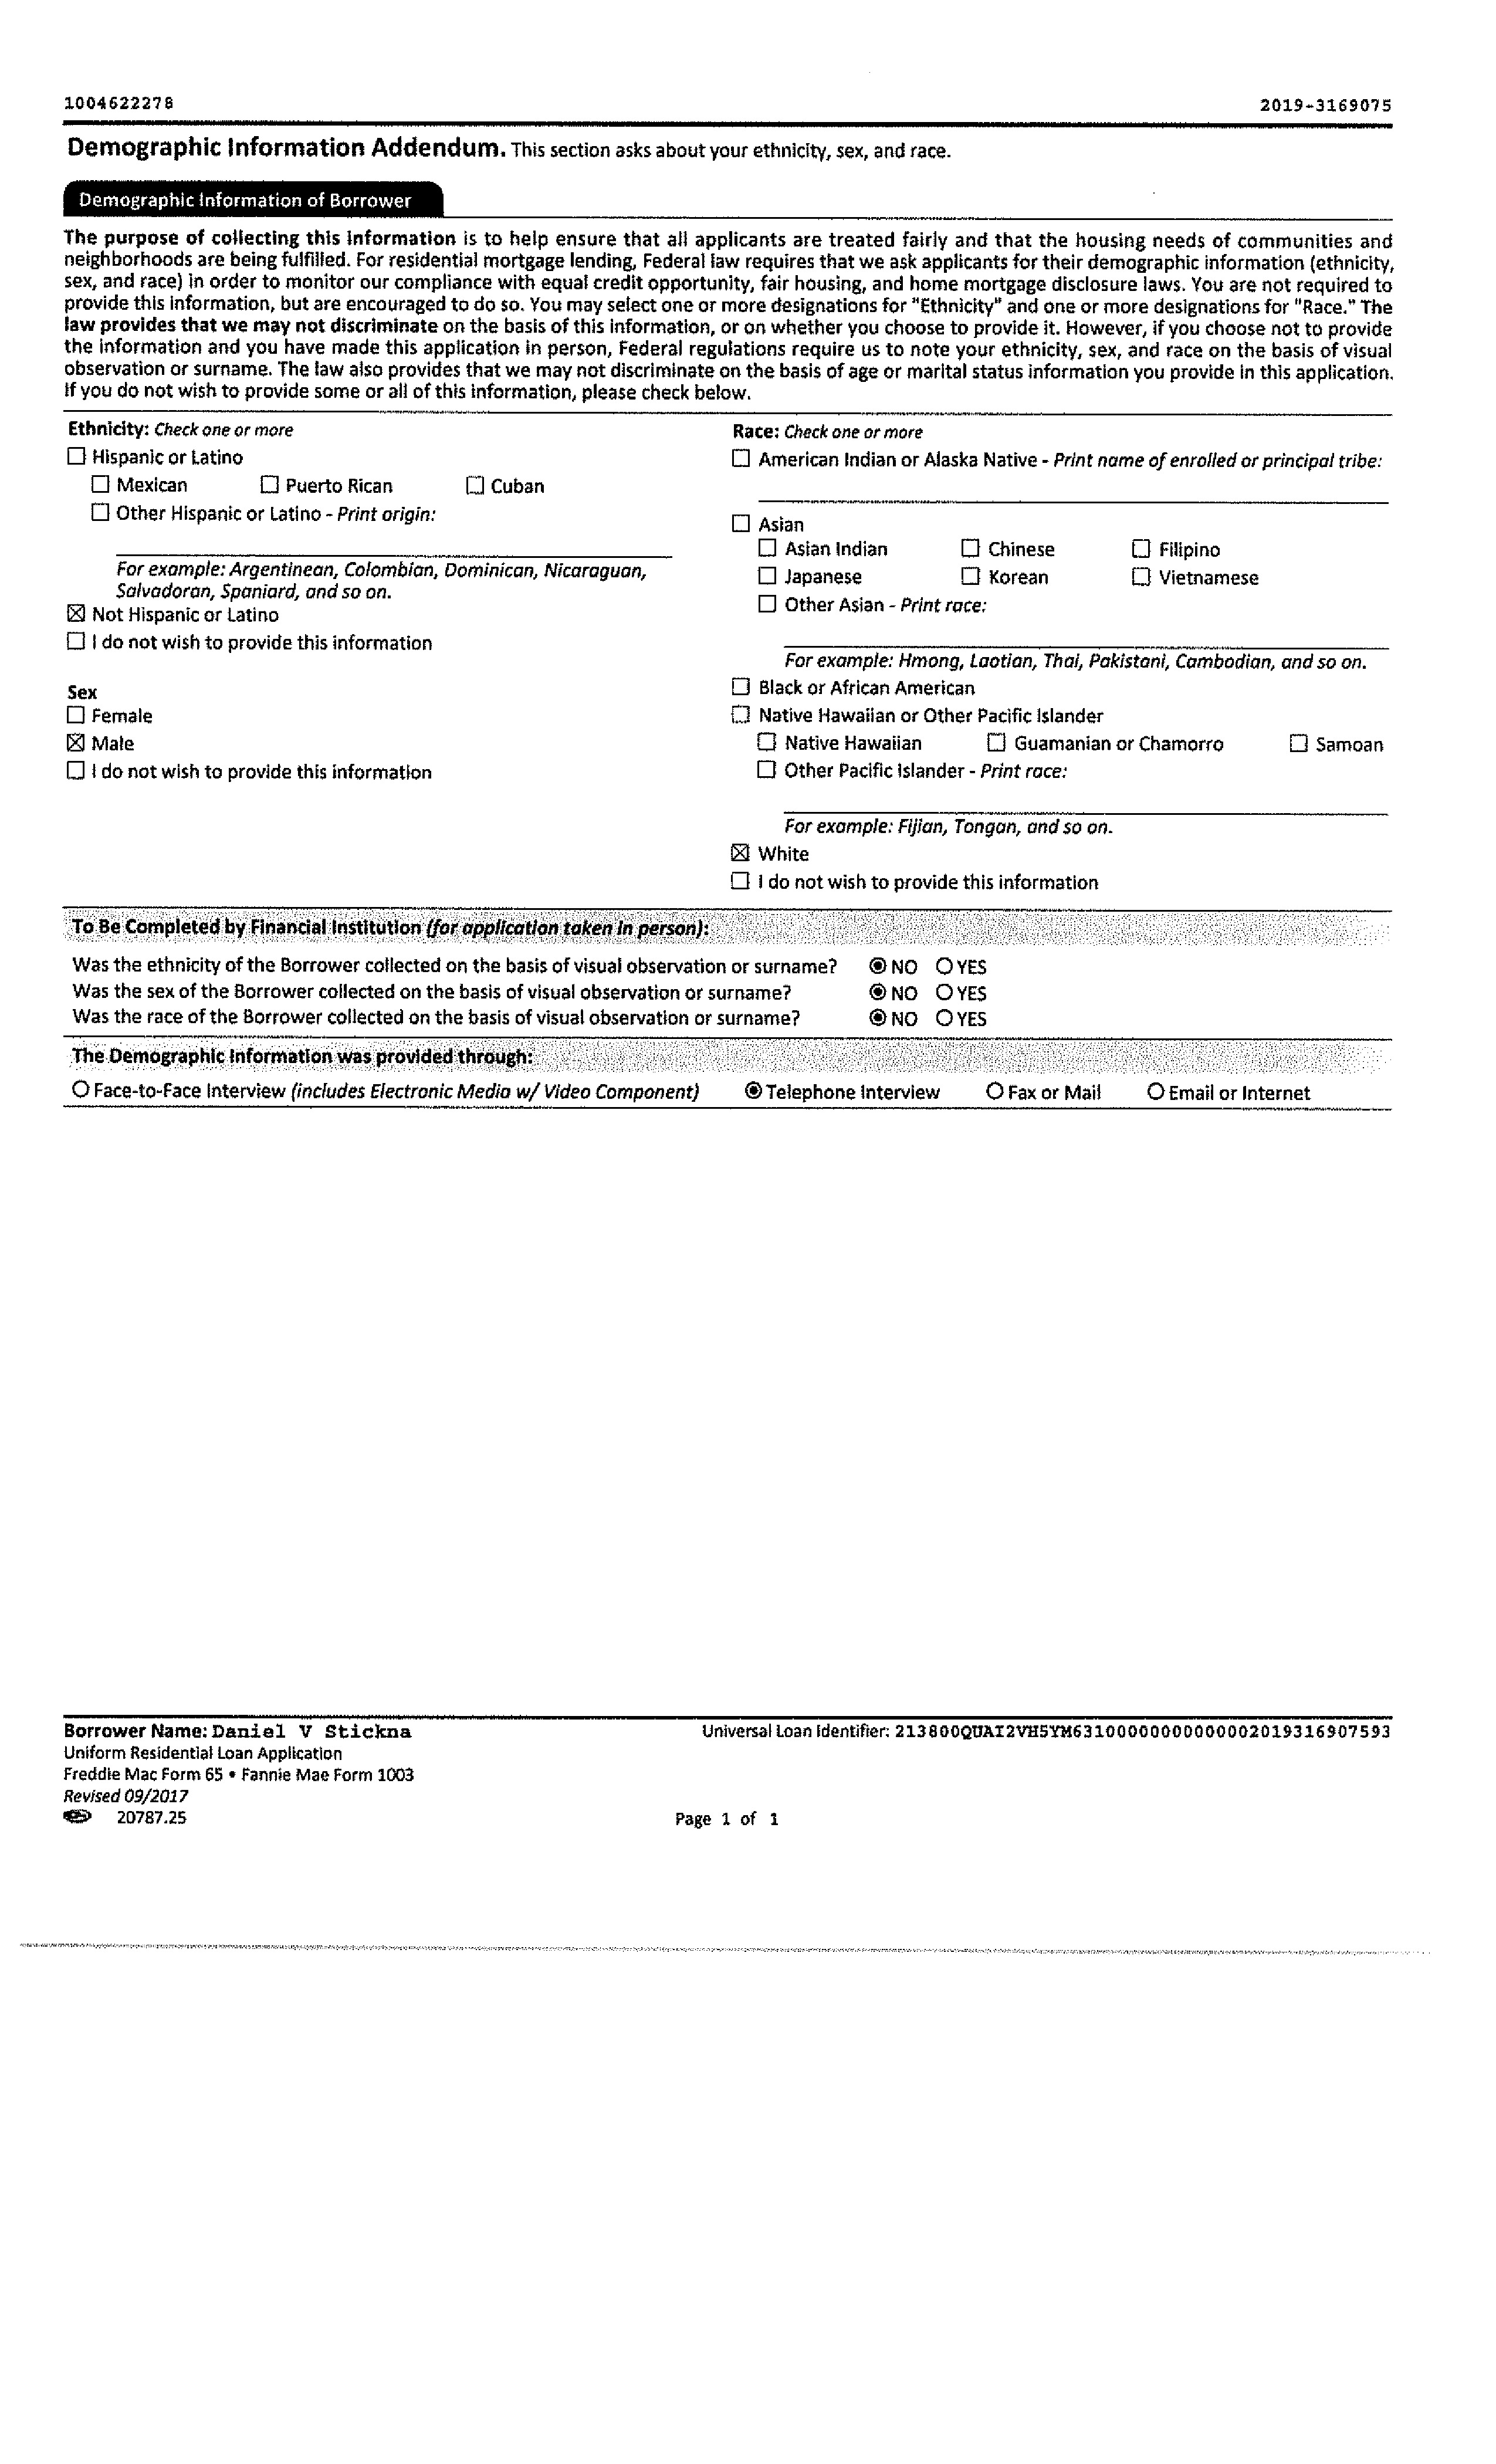 1004622278 2019-3169075
Demographic Information Addendum. This section asks about your ethnicity, sex, and race.
Demographic Information of Borrower
The purpose of collecting this information is to help ensure that all applicants are treated fairly and that the housing needs of communities and
neighborhoods are being fulfilled. For residential mortgage lending, Federal law requires that we ask applicants for their demographic information (ethnicity,
sex, and race) in order to monitor our compliance with equal credit opportunity, fair housing, and home mortgage disclosure laws. You are not required to
provide this information, but are encouraged to do so. You may select one or more designations for "Ethnicity" and one or more designations for "Race." The
law provides that we may not discriminate on the basis of this information, or on whether you choose to provide it. However, if you choose not to provide
the information and you have made this application in person, Federal regulations require us to note your ethnicity, sex, and race on the basis of visual
observation or surname. The law also provides that we may not discriminate on the basis of age or marital status information you provide in this application.
If you do not wish to provide some or all of this information, please check below.
Ethnicity: Check one or more
☐ Hispanic or Latino
☐ Mexican ☐ Puerto Rican ☐ Cuban
☐ Other Hispanic or Latino - Print origin:
For example: Argentinean, Colombian, Dominican, Nicaraguan,
Salvadoran, Spaniard, and so on.
☒ Not Hispanic or Latino
☐ I do not wish to provide this information
Sex
☐ Female
☒ Male
☐ I do not wish to provide this information
Race: Check one or more
☐ American Indian or Alaska Native - Print name of enrolled or principal tribe:
☐ Asian
☐ Asian Indian ☐ Chinese ☐ Filipino
☐ Japanese ☐ Korean ☐ Vietnamese
☐ Other Asian - Print race:
For example: Hmong, Laotian, Thai, Pakistani, Cambodian, and so on.
☐ Black or African American
☐ Native Hawaiian or Other Pacific Islander
☐ Native Hawaiian ☐ Guamanian or Chamorro ☐ Samoan
☐ Other Pacific Islander - Print race:
For example: Fijian, Tongan, and so on.
☒ White
☐ I do not wish to provide this information
To Be Completed by Financial Institution (for application taken in person):
Was the ethnicity of the Borrower collected on the basis of visual observation or surname? ◉ NO ○ YES
Was the sex of the Borrower collected on the basis of visual observation or surname? ◉ NO ○ YES
Was the race of the Borrower collected on the basis of visual observation or surname? ◉ NO ○ YES
The Demographic Information was provided through:
○ Face-to-Face Interview (includes Electronic Media w/ Video Component) ◉ Telephone Interview ○ Fax or Mail ○ Email or Internet
Borrower Name: Daniel V Stickna Universal Loan Identifier: 213800QUAI2VH5YM6310000000000002019316907593
Uniform Residential Loan Application
Freddie Mac Form 65 • Fannie Mae Form 1003
Revised 09/2017
20787.25 Page 1 of 1